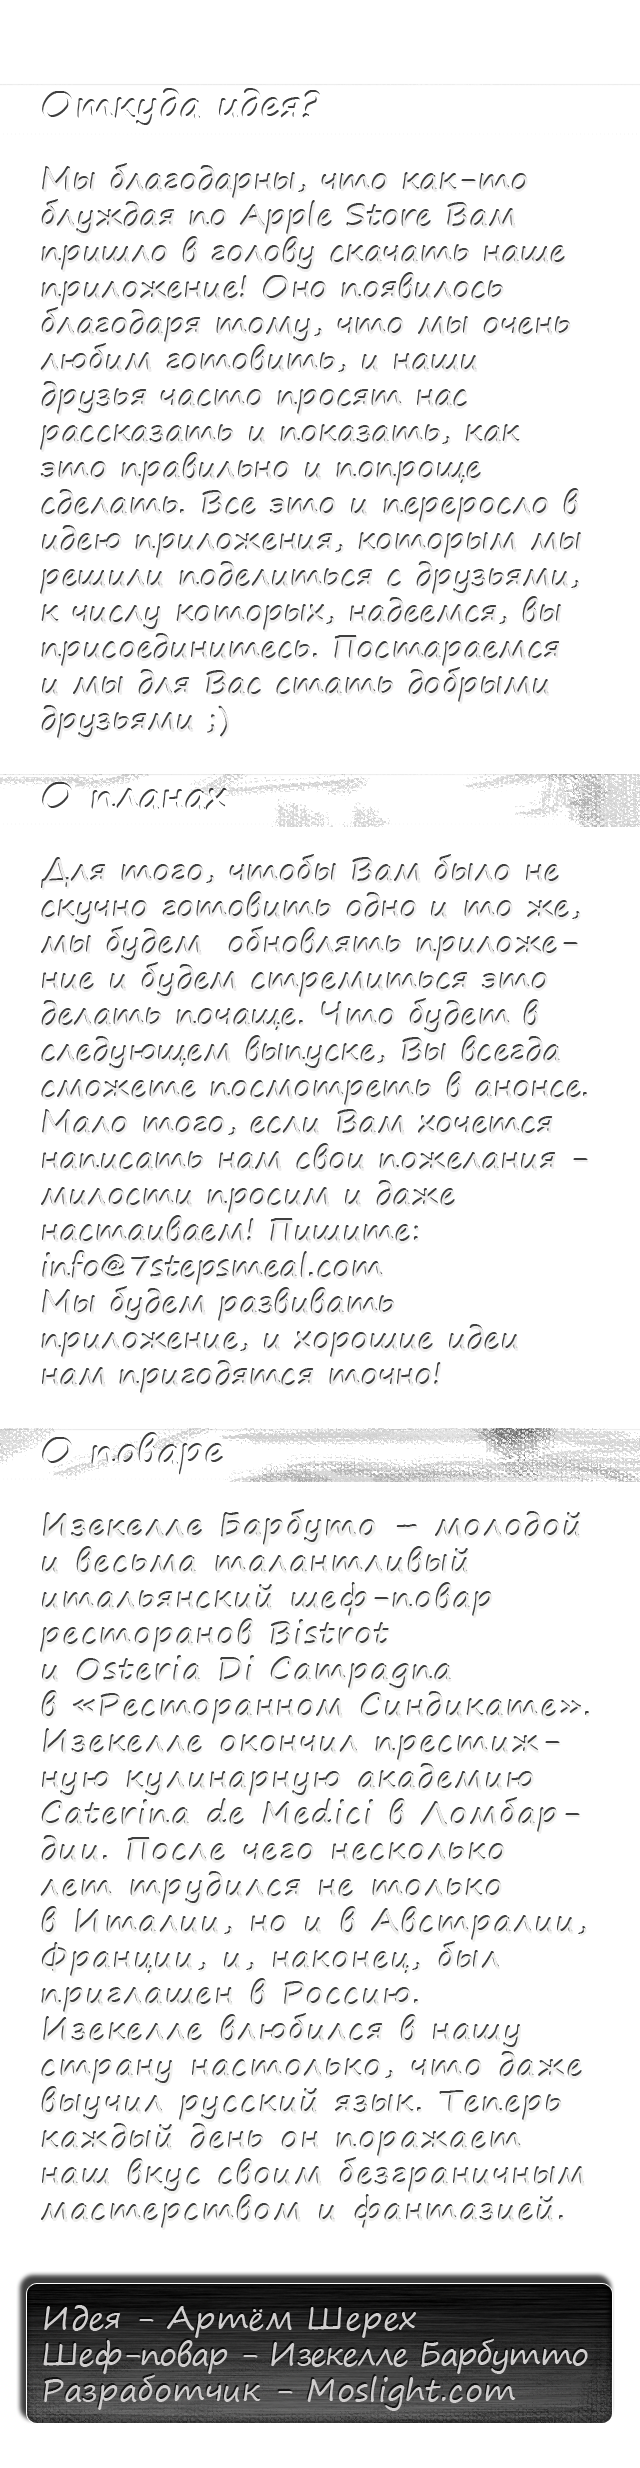 Откуда идея?
Мы благодарны, что как-то
блуждая по Apple Store Вам
пришло в голову скачать наше
приложение! Оно появилось
благодаря тому, что мы очень
любим готовить, и наши
друзья часто просят нас
рассказать и показать, как
это правильно и попроще
сделать. Все это и переросло в
идею приложения, которым мы
решили поделиться с друзьями,
к числу которых, надеемся, вы
присоединитесь. Постараемся
и мы для Вас стать добрыми
друзьями ;)
О планах
Для того, чтобы Вам было не
скучно готовить одно и то же,
мы будем  обновлять приложе-
ние и будем стремиться это
делать почаще. Что будет в
следующем выпуске, Вы всегда
сможете посмотреть в анонсе.
Мало того, если Вам хочется
написать нам свои пожелания -
милости просим и даже
настаиваем! Пишите:
info@7stepsmeal.com
Мы будем развивать
приложение, и хорошие идеи
нам пригодятся точно!
О поваре
Изекелле Барбуто – молодой
и весьма талантливый
итальянский шеф-повар
ресторанов Bistrot
и Osteria Di Campagna
в «Ресторанном Синдикате».
Изекелле окончил престиж-
ную кулинарную академию
Caterina de Medici в Ломбар-
дии. После чего несколько
лет трудился не только
в Италии, но и в Австралии,
Франции, и, наконец, был
приглашен в Россию.
Изекелле влюбился в нашу
страну настолько, что даже
выучил русский язык. Теперь
каждый день он поражает
наш вкус своим безграничным
мастерством и фантазией.
Идея - Артём Шерех
Шеф-повар - Изекелле Барбутто
Разработчик - Moslight.com